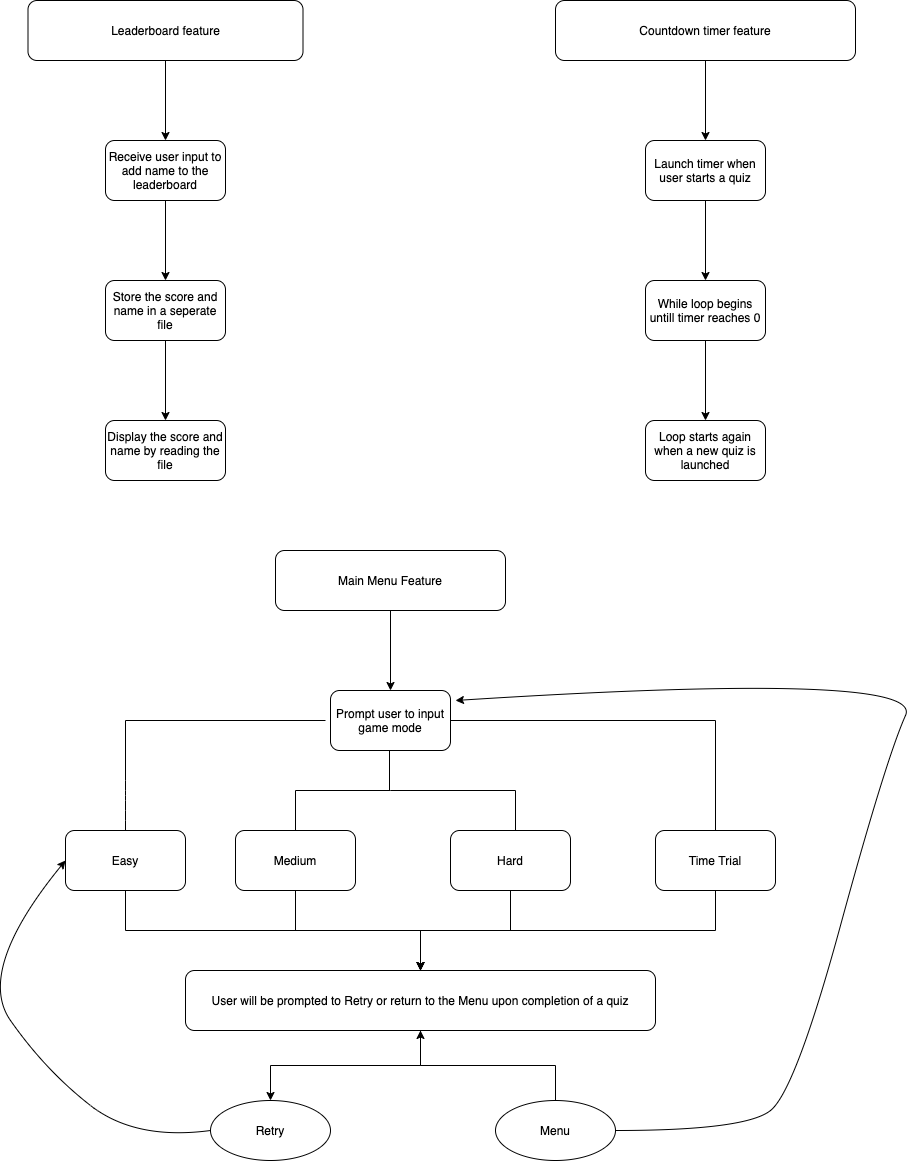 Leaderboard feature
Countdown timer feature
Receive user input to
add name to the
leaderboard
Launch timer when
user starts a quiz
Store the score and
name in a seperate
file
While loop begins
untill timer reaches 0
Display the score and
name by reading the
file
Loop starts again
when a new quiz is
launched
Main Menu Feature
Prompt user to input
game mode
Easy
Medium
Hard
Time Trial
User will be prompted to Retry or return to the Menu upon completion of a quiz
Retry
Menu